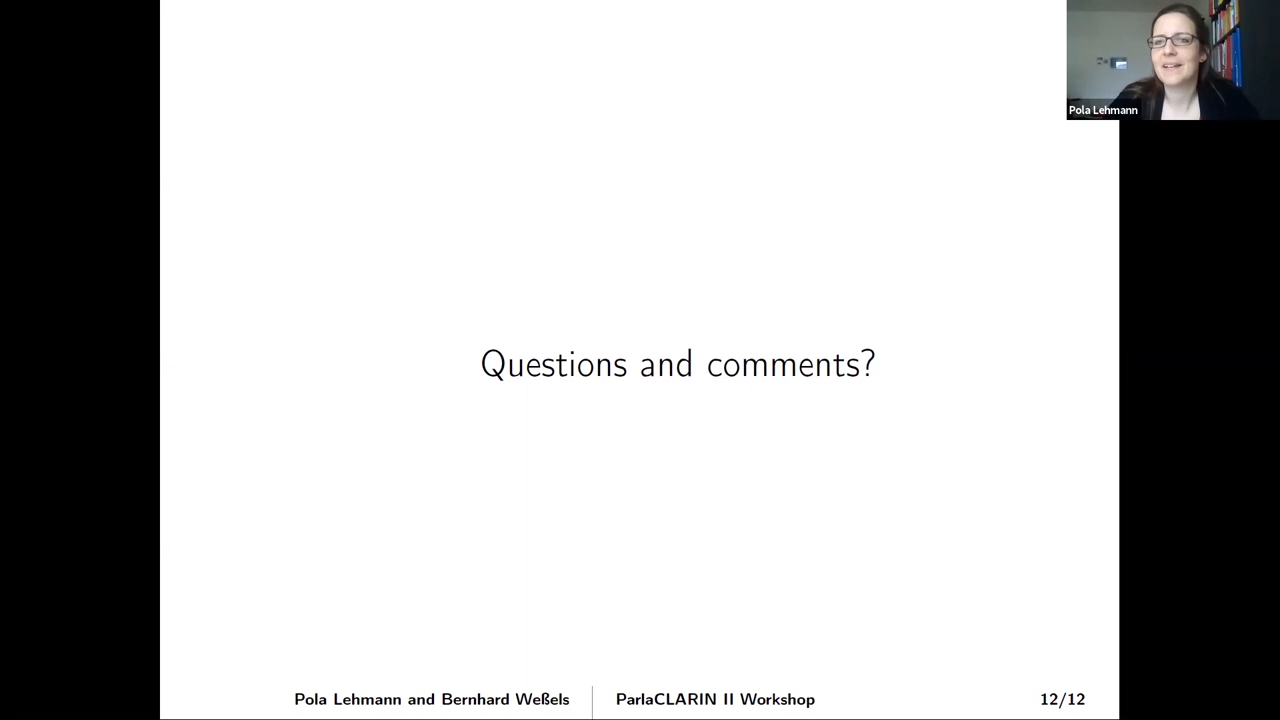 Pola Lehmann
Questions and comments?
Pola Lehmann and Bernhard Weßels
ParlaCLARIN II Workshop
12/12